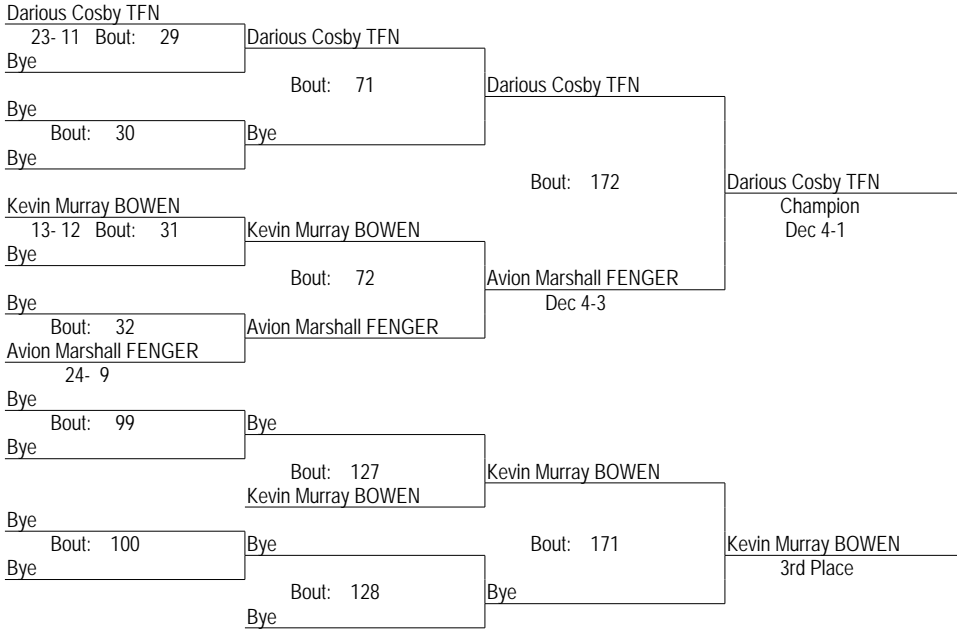 Darious Cosby TFN
23- 11 Bout: 29 Darious Cosby TFN
Bye
Bout: 71 Darious Cosby TFN
Bye
Bout: 30 Bye
Bye
Bout: 172 Darious Cosby TFN
Kevin Murray BOWEN Champion
13- 12 Bout: 31 Kevin Murray BOWEN Dec 4-1
Bye
Bout: 72 Avion Marshall FENGER
Bye Dec 4-3
Bout: 32 Avion Marshall FENGER
Avion Marshall FENGER
24- 9
Bye
Bout: 99 Bye
Bye
Bout: 127 Kevin Murray BOWEN
Kevin Murray BOWEN
Bye
Bout: 100 Bye Bout: 171 Kevin Murray BOWEN
Bye 3rd Place
Bout: 128 Bye
Bye